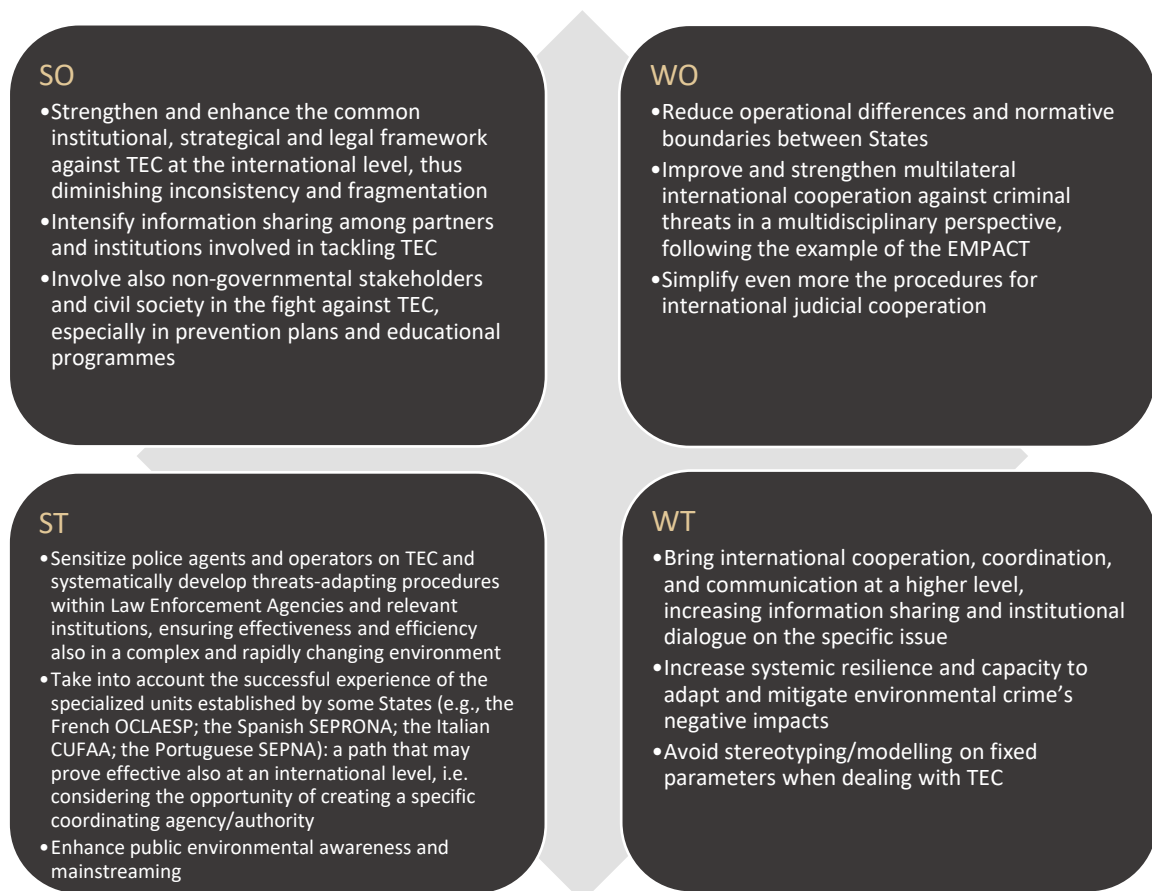 SO
•Strengthen and enhance the common
institutional, strategical and legal framework
against TEC at the international level, thus
diminishing inconsistency and fragmentation
•Intensify information sharing among partners
and institutions involved in tackling TEC
•Involve also non-governmental stakeholders
and civil society in the fight against TEC,
especially in prevention plans and educational
programmes
WO
•Reduce operational differences and normative
boundaries between States
•Improve and strengthen multilateral
international cooperation against criminal
threats in a multidisciplinary perspective,
following the example of the EMPACT
•Simplify even more the procedures for
international judicial cooperation
ST
•Sensitize police agents and operators on TEC and
systematically develop threats-adapting procedures
within Law Enforcement Agencies and relevant
institutions, ensuring effectiveness and efficiency
also in a complex and rapidly changing environment
•Take into account the successful experience of the
specialized units established by some States (e.g., the
French OCLAESP; the Spanish SEPRONA; the Italian
CUFAA; the Portuguese SEPNA): a path that may
prove effective also at an international level, i.e.
considering the opportunity of creating a specific
coordinating agency/authority
•Enhance public environmental awareness and
mainstreaming
WT
•Bring international cooperation, coordination,
and communication at a higher level,
increasing information sharing and institutional
dialogue on the specific issue
•Increase systemic resilience and capacity to
adapt and mitigate environmental crime's
negative impacts
•Avoid stereotyping/modelling on fixed
parameters when dealing with TEC